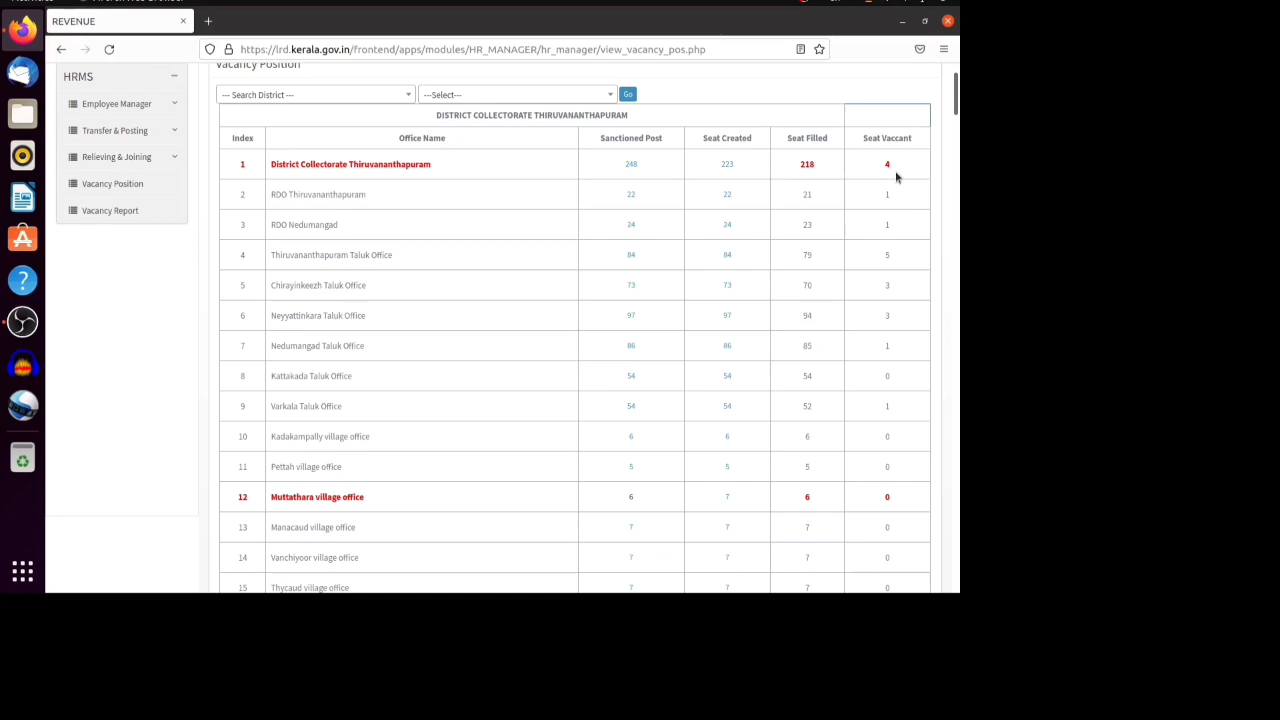 REVENUE
https://lrd.kerala.gov.in/frontend/apps/modules/HR_MANAGER/hr_manager/view_vacancy_pos.php
HRMS
Employee Manager
Transfer & Posting
Relieving & Joining
Vacancy Position
Vacancy Report
Vacancy Position
--- Search District --- ---Select--- Go
DISTRICT COLLECTORATE THIRUVANANTHAPURAM
Index Office Name Sanctioned Post Seat Created Seat Filled Seat Vaccant
1 District Collectorate Thiruvananthapuram 248 223 218 4
2 RDO Thiruvananthapuram 22 22 21 1
3 RDO Nedumangad 24 24 23 1
4 Thiruvananthapuram Taluk Office 84 84 79 5
5 Chirayinkeezh Taluk Office 73 73 70 3
6 Neyyattinkara Taluk Office 97 97 94 3
7 Nedumangad Taluk Office 86 86 85 1
8 Kattakada Taluk Office 54 54 54 0
9 Varkala Taluk Office 54 54 52 1
10 Kadakampally village office 6 6 6 0
11 Pettah village office 5 5 5 0
12 Muttathara village office 6 7 6 0
13 Manacaud village office 7 7 7 0
14 Vanchiyoor village office 7 7 7 0
15 Thycaud village office 7 7 7 0